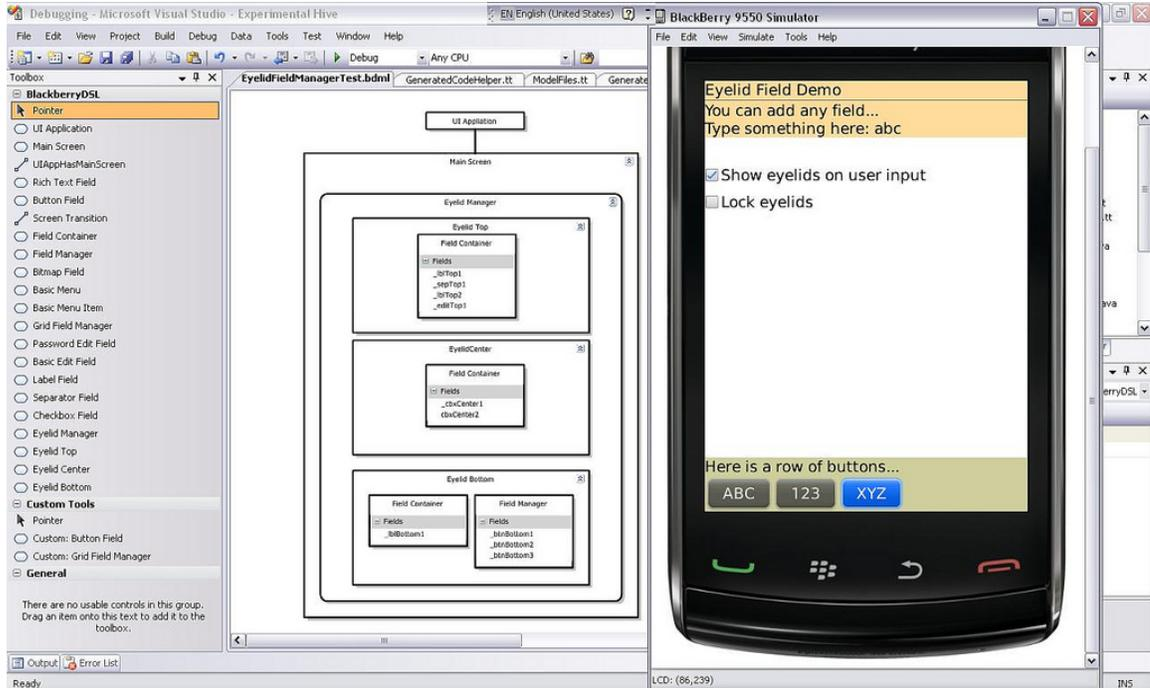 Debugging - Microsoft Visual Studio - Experimental Hive
EN English (United States)
File Edit View Project Build Debug Data Tools Test Window Help
Debug Any CPU
Toolbox
BlackberryDSL
Pointer
UI Application
Main Screen
UIAppHasMainScreen
Rich Text Field
Button Field
Screen Transition
Field Container
Field Manager
Bitmap Field
Basic Menu
Basic Menu Item
Grid Field Manager
Password Edit Field
Basic Edit Field
Label Field
Separator Field
Checkbox Field
Eyelid Manager
Eyelid Top
Eyelid Center
Eyelid Bottom
Custom Tools
Pointer
Custom: Button Field
Custom: Grid Field Manager
General
There are no usable controls in this group.
Drag an item onto this text to add it to the
toolbox.
Output Error List
Ready
EyelidFieldManagerTest.bdml GeneratedCodeHelper.tt ModelFiles.tt Generate
UI Appliation
Main Screen
Eyelid Manager
Eyelid Top
Field Container
Fields
_lblTop1
_sepTop1
_lblTop2
_editTop1
EyelidCenter
Field Container
Fields
_cbxCenter1
cbxCenter2
Eyelid Bottom
Field Container
Fields
_lblBottom1
Field Manager
Fields
_btnBottom1
_btnBottom2
_btnBottom3
BlackBerry 9550 Simulator
File Edit View Simulate Tools Help
Eyelid Field Demo
You can add any field...
Type something here: abc
Show eyelids on user input
Lock eyelids
Here is a row of buttons...
ABC 123 XYZ
LCD: (86,239)
.tt
ava
erryDSL
INS